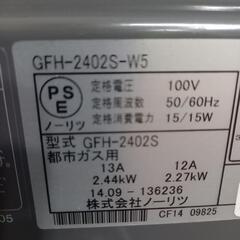 GFH-2402S-W5
PS
E
ノーリツ
定格電圧 100V
定格周波数 50/60Hz
定格消費電力 15/15W
型式 GFH-2402S
都市ガス用
13A 12A
2.44kW 2.27kW
14.09-136236
株式会社ノーリツ
CF14 09825
05